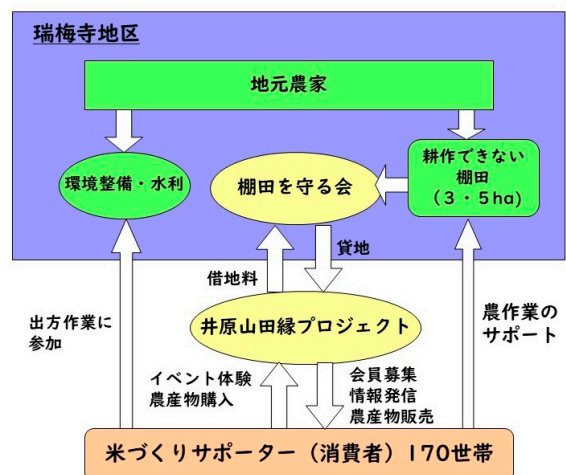 瑞梅寺地区
地元農家
環境整備・水利
棚田を守る会
耕作できない
棚田
(3・5ha)
借地料
貸地
出方作業に
参加
井原山田縁プロジェクト
農作業の
サポート
イベント体験
農産物購入
会員募集
情報発信
農産物販売
米づくりサポーター(消費者)170世帯